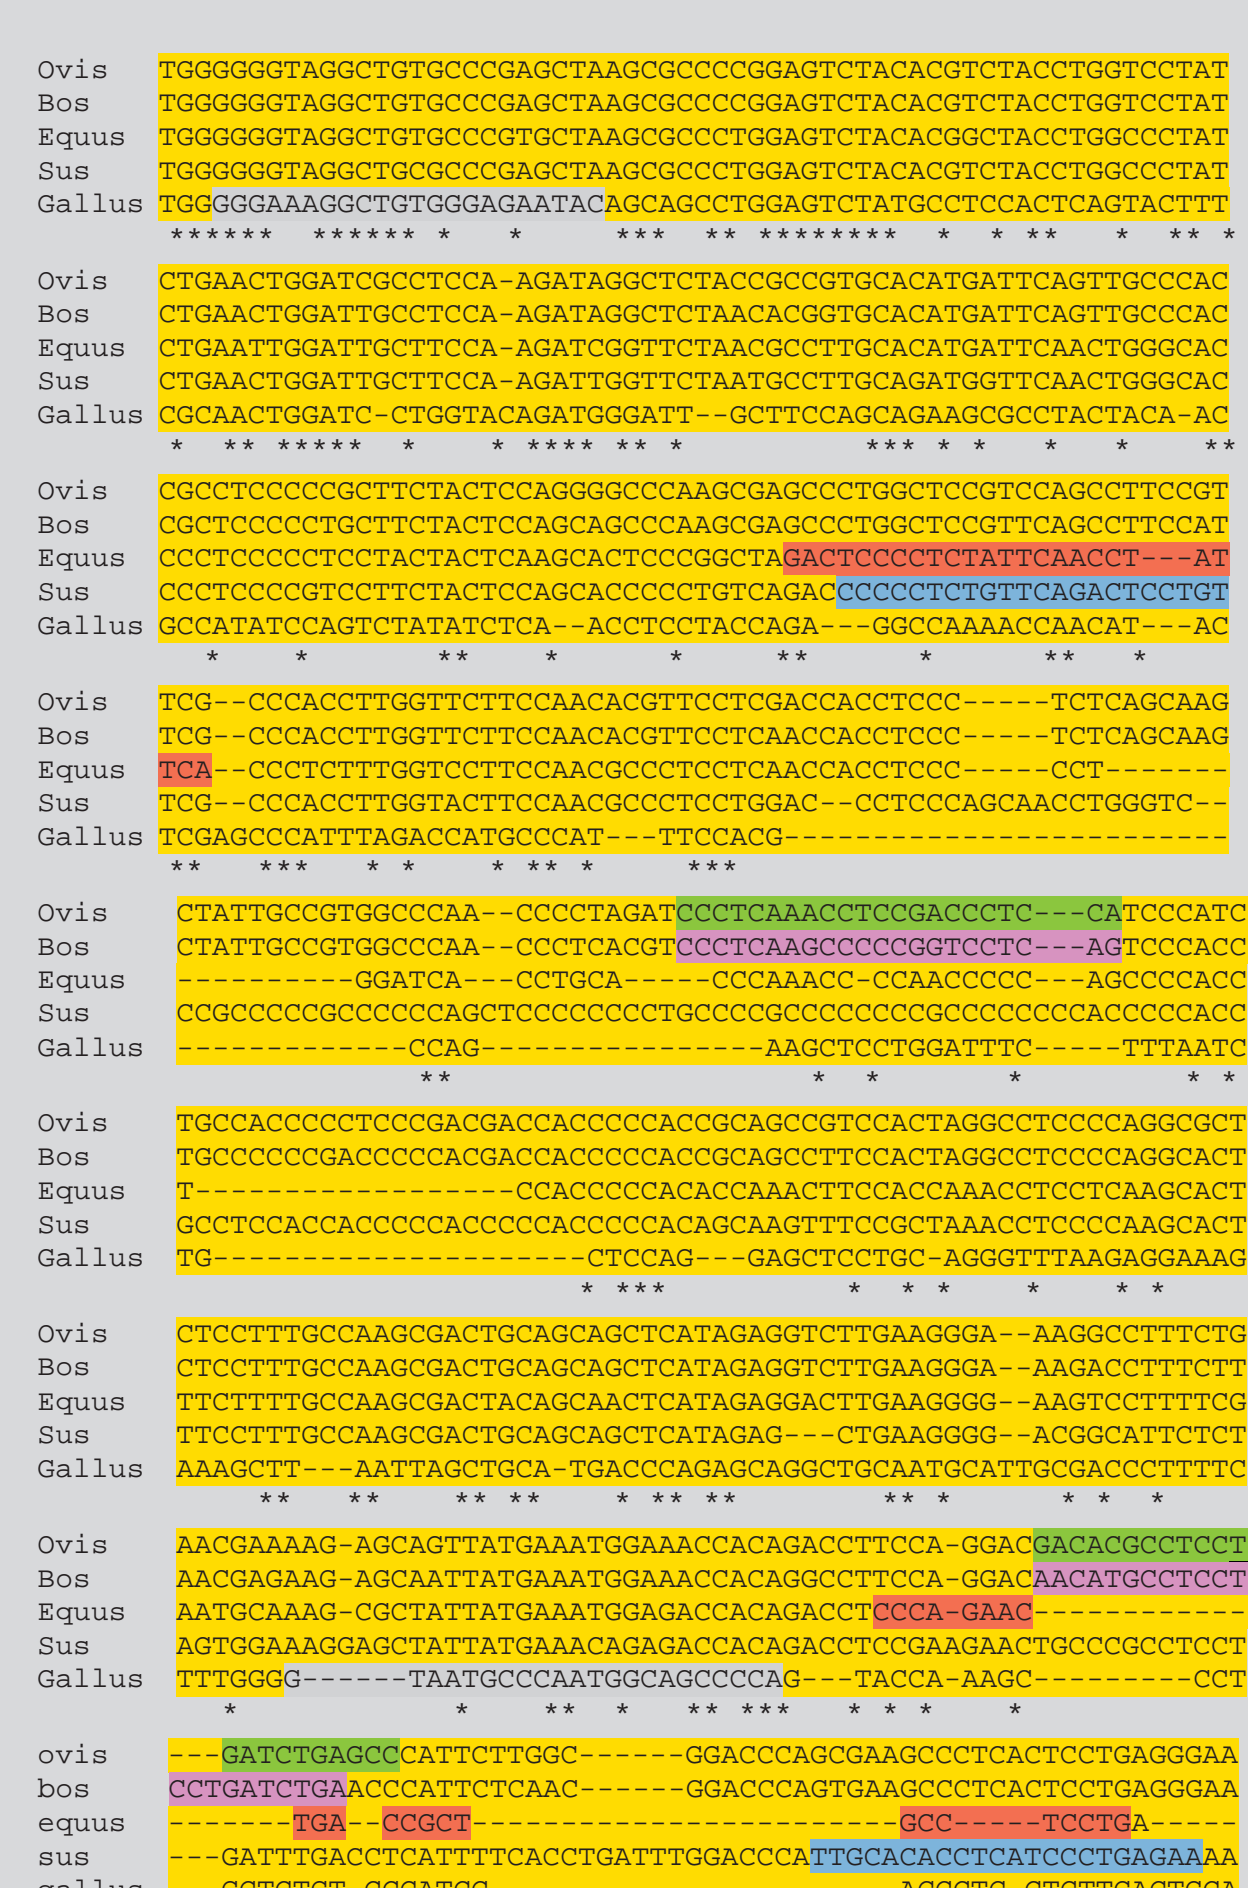 Ovis TGGGGGGTAGGCTGTGCCCGAGCTAAGCGCCCCGGAGTCTACACGTCTACCTGGTCCTAT
Bos TGGGGGGTAGGCTGTGCCCGAGCTAAGCGCCCCGGAGTCTACACGTCTACCTGGTCCTAT
Equus TGGGGGGTAGGCTGTGCCCGTGCTAAGCGCCCTGGAGTCTACACGGCTACCTGGCCCTAT
Sus TGGGGGGTAGGCTGCGCCCGAGCTAAGCGCCCTGGAGTCTACACGTCTACCTGGCCCTAT
Gallus TGGGGGAAAGGCTGTGGGAGAATACAGCAGCCTGGAGTCTATGCCTCCACTCAGTACTTT
****** ****** * * *** ** ******** * * ** * ** *
Ovis CTGAACTGGATCGCCTCCA-AGATAGGCTCTACCGCCGTGCACATGATTCAGTTGCCCAC
Bos CTGAACTGGATTGCCTCCA-AGATAGGCTCTAACACGGTGCACATGATTCAGTTGCCCAC
Equus CTGAATTGGATTGCTTCCA-AGATCGGTTCTAACGCCTTGCACATGATTCAACTGGGCAC
Sus CTGAACTGGATTGCTTCCA-AGATTGGTTCTAATGCCTTGCAGATGGTTCAACTGGGCAC
Gallus CGCAACTGGATC-CTGGTACAGATGGGATT--GCTTCCAGCAGAAGCGCCTACTACA-AC
* ** ***** * * **** ** * *** * * * * **
Ovis CGCCTCCCCCGCTTCTACTCCAGGGGCCCAAGCGAGCCCTGGCTCCGTCCAGCCTTCCGT
Bos CGCTCCCCCTGCTTCTACTCCAGCAGCCCAAGCGAGCCCTGGCTCCGTTCAGCCTTCCAT
Equus CCCTCCCCCTCCTACTACTCAAGCACTCCCGGCTAGACTCCCCTCTATTCAACCT---AT
Sus CCCTCCCCGTCCTTCTACTCCAGCACCCCCTGTCAGACCCCCCTCTGTTCAGACTCCTGT
Gallus GCCATATCCAGTCTATATCTCA--ACCTCCTACCAGA---GGCCAAAACCAACAT---AC
* * ** * * ** * ** *
Ovis TCG--CCCACCTTGGTTCTTCCAACACGTTCCTCGACCACCTCCC-----TCTCAGCAAG
Bos TCG--CCCACCTTGGTTCTTCCAACACGTTCCTCAACCACCTCCC-----TCTCAGCAAG
Equus TCA--CCCTCTTTGGTCCTTCCAACGCCCTCCTCAACCACCTCCC-----CCT-------
Sus TCG--CCCACCTTGGTACTTCCAACGCCCTCCTGGAC--CCTCCCAGCAACCTGGGTC--
Gallus TCGAGCCCATTTAGACCATGCCCAT---TTCCACG-------------------------
** *** * * * ** * ***
Ovis CTATTGCCGTGGCCCAA--CCCCTAGATCCCTCAAACCTCCGACCCTC---CATCCCATC
Bos CTATTGCCGTGGCCCAA--CCCTCACGTCCCTCAAGCCCCCGGTCCTC---AGTCCCACC
Equus ----------GGATCA---CCTGCA-----CCCAAACC-CCAACCCCC---AGCCCCACC
Sus CCGCCCCCGCCCCCCAGCTCCCCCCCCTGCCCCGCCCCCCCCGCCCCCCCCACCCCCACC
Gallus -------------CCAG----------------AAGCTCCTGGATTTC-----TTTAATC
** * * * * *
Ovis TGCCACCCCCTCCCGACGACCACCCCCACCGCAGCCGTCCACTAGGCCTCCCCAGGCGCT
Bos TGCCCCCCGACCCCCACGACCACCCCCACCGCAGCCTTCCACTAGGCCTCCCCAGGCACT
Equus T------------------CCACCCCCACACCAAACTTCCACCAAACCTCCTCAAGCACT
Sus GCCTCCACCACCCCCACCCCCACCCCCACAGCAAGTTTCCGCTAAACCTCCCCAAGCACT
Gallus TG---------------------CTCCAG---GAGCTCCTGC-AGGGTTTAAGAGGAAAG
* *** * * * * * *
Ovis CTCCTTTGCCAAGCGACTGCAGCAGCTCATAGAGGTCTTGAAGGGA--AAGGCCTTTCTG
Bos CTCCTTTGCCAAGCGACTGCAGCAGCTCATAGAGGTCTTGAAGGGA--AAGACCTTTCTT
Equus TTCTTTTGCCAAGCGACTACAGCAACTCATAGAGGACTTGAAGGGG--AAGTCCTTTTCG
Sus TTCCTTTGCCAAGCGACTGCAGCAGCTCATAGAG---CTGAAGGGG--ACGGCATTCTCT
Gallus AAAGCTT---AATTAGCTGCA-TGACCCAGAGCAGGCTGCAATGCATTGCGACCCTTTTC
** ** ** ** * ** ** ** * * * *
Ovis AACGAAAAG-AGCAGTTATGAAATGGAAACCACAGACCTTCCA-GGACGACACGCCTCCT
Bos AACGAGAAG-AGCAATTATGAAATGGAAACCACAGGCCTTCCA-GGACAACATGCCTCCT
Equus AATGCAAAG-CGCTATTATGAAATGGAGACCACAGACCTCCCA-GAAC------------
Sus AGTGGAAAGGAGCTATTATGAAACAGAGACCACAGACCTCCGAAGAACTGCCCGCCTCCT
Gallus TTTGGGG------TAATGCCCAATGGCAGCCCCAG---TACCA-AAGC---------CCT
* * ** * ** *** * * * *
ovis ---GATCTGAGCCCATTCTTGGC------GGACCCAGCGAAGCCCTCACTCCTGAGGGAA
bos CCTGATCTGAACCCATTCTCAAC------GGACCCAGTGAAGCCCTCACTCCTGAGGGAA
equus -------TGA--CCGCT------------------------GCC-----TCCTGA-----
sus ---GATTTGACCTCATTTTCACCTGATTTGGACCCATTGCACACCTCATCCCTGAGAAAA